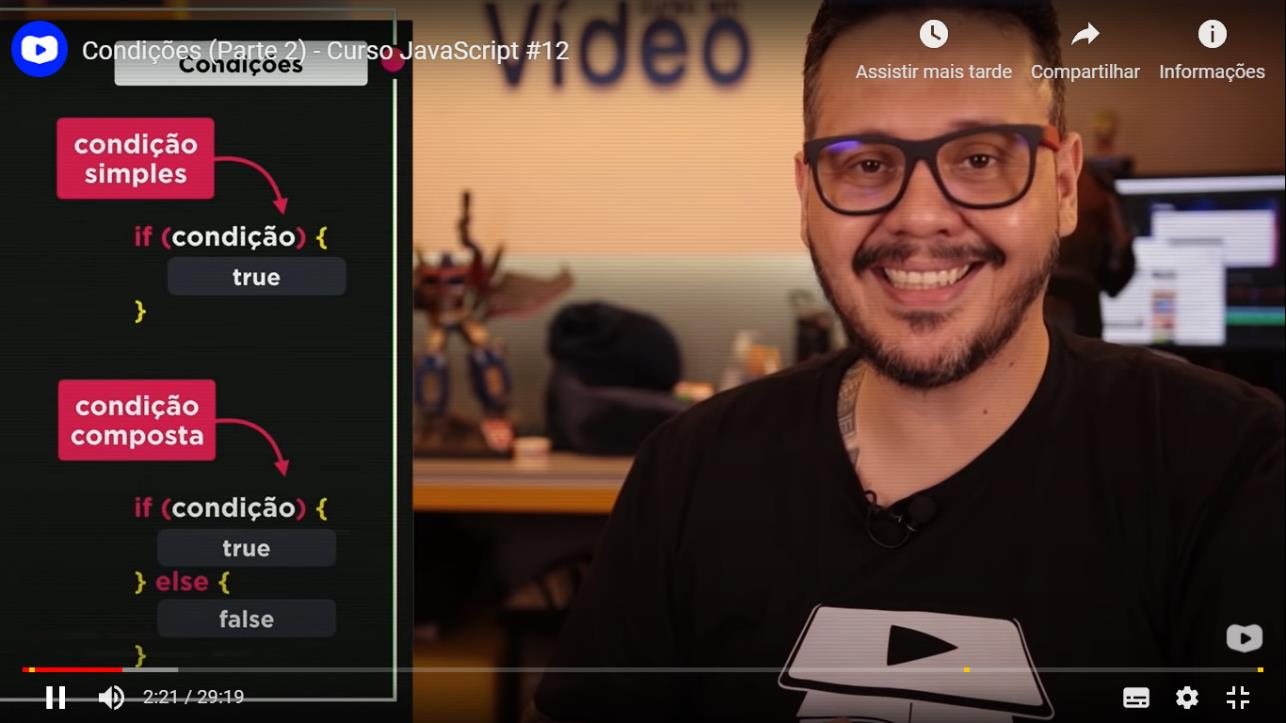 Condições (Parte 2) - Curso JavaScript #12
Assistir mais tarde
Compartilhar
Informações
Vídeo
Condições
condição
simples
if (condição) {
true
}
condição
composta
if (condição) {
true
} else {
false
}
2:21 / 29:19